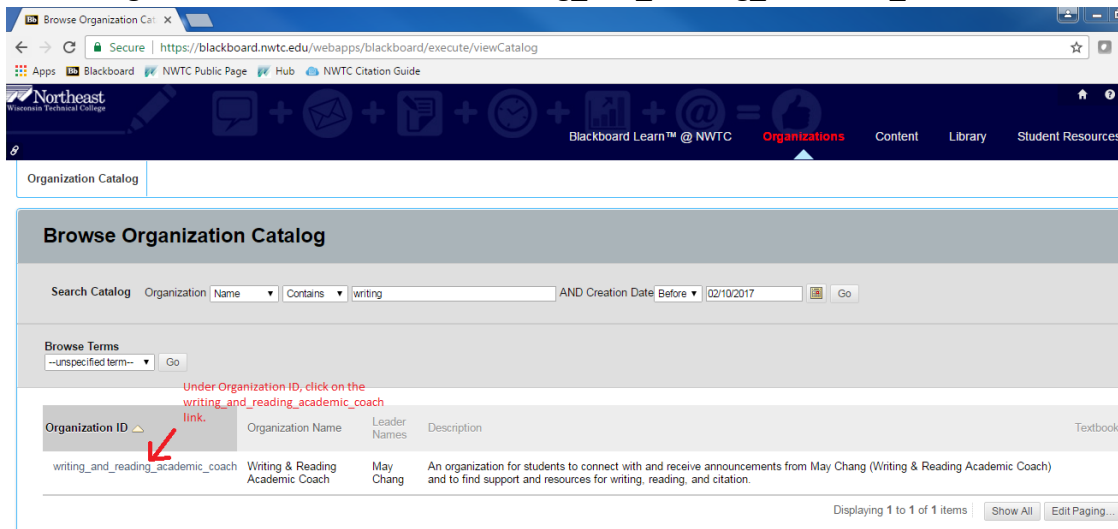 Browse Organization Cat
Secure | https://blackboard.nwtc.edu/webapps/blackboard/execute/viewCatalog
Apps Blackboard NWTC Public Page Hub NWTC Citation Guide
Northeast
Wisconsin Technical College
Blackboard Learn™ @ NWTC Organizations Content Library Student Resources
Organization Catalog
Browse Organization Catalog
Search Catalog Organization Name Contains writing AND Creation Date Before 02/10/2017 Go
Browse Terms
--unspecified term-- Go
Under Organization ID, click on the
writing_and_reading_academic_coach
link.
Organization ID Organization Name Leader Names Description Textbook
writing_and_reading_academic_coach Writing & Reading May An organization for students to connect with and receive announcements from May Chang (Writing & Reading Academic Coach)
Academic Coach Chang and to find support and resources for writing, reading, and citation.
Displaying 1 to 1 of 1 items Show All Edit Paging...